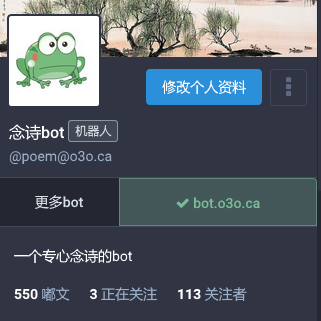 修改个人资料
念诗bot 机器人
@poem@o3o.ca
更多bot ✔ bot.o3o.ca
一个专心念诗的bot
550 嘟文 3 正在关注 113 关注者